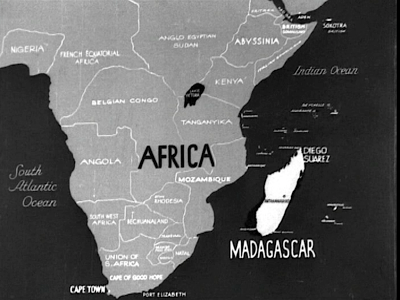 NIGERIA
FRENCH EQUATORIAL
AFRICA
ANGLO EGYPTIAN
SUDAN
ABYSSINIA
ADEN
SOKOTRA
BRITISH
SOMALILAND
Indian Ocean
KENYA
LAKE
VICTORIA
BELGIAN CONGO
TANGANYIKA
South
Atlantic
Ocean
ANGOLA
AFRICA
MOZAMBIQUE
DIEGO
SUAREZ
RHODESIA
SOUTH WEST
AFRICA
BECHUANALAND
MADAGASCAR
UNION OF
S. AFRICA
NATAL
CAPE OF GOOD HOPE
CAPE TOWN
PORT ELIZABETH